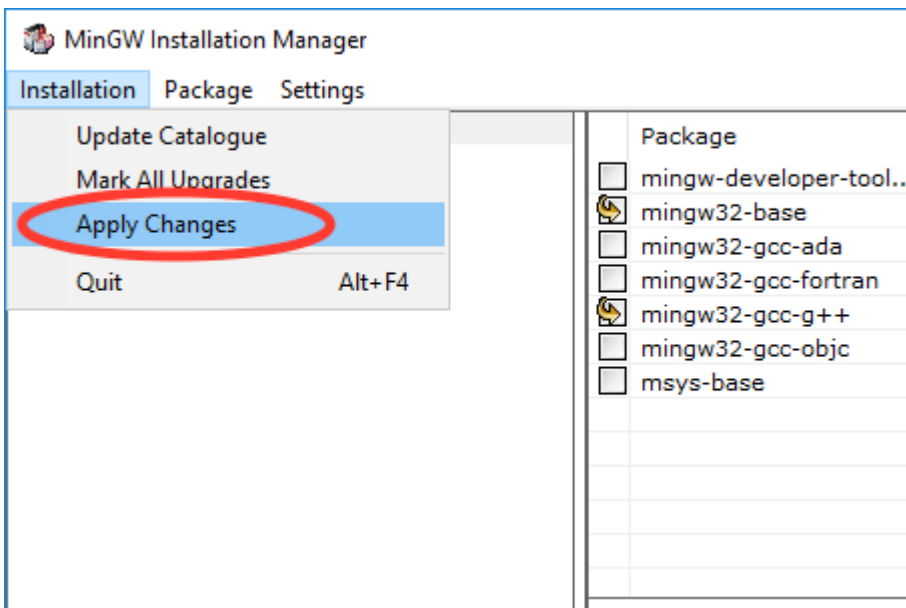 MinGW Installation Manager
Installation Package Settings
Update Catalogue
Mark All Upgrades
Apply Changes
Quit Alt+F4
Package
mingw-developer-tool..
mingw32-base
mingw32-gcc-ada
mingw32-gcc-fortran
mingw32-gcc-g++
mingw32-gcc-objc
msys-base